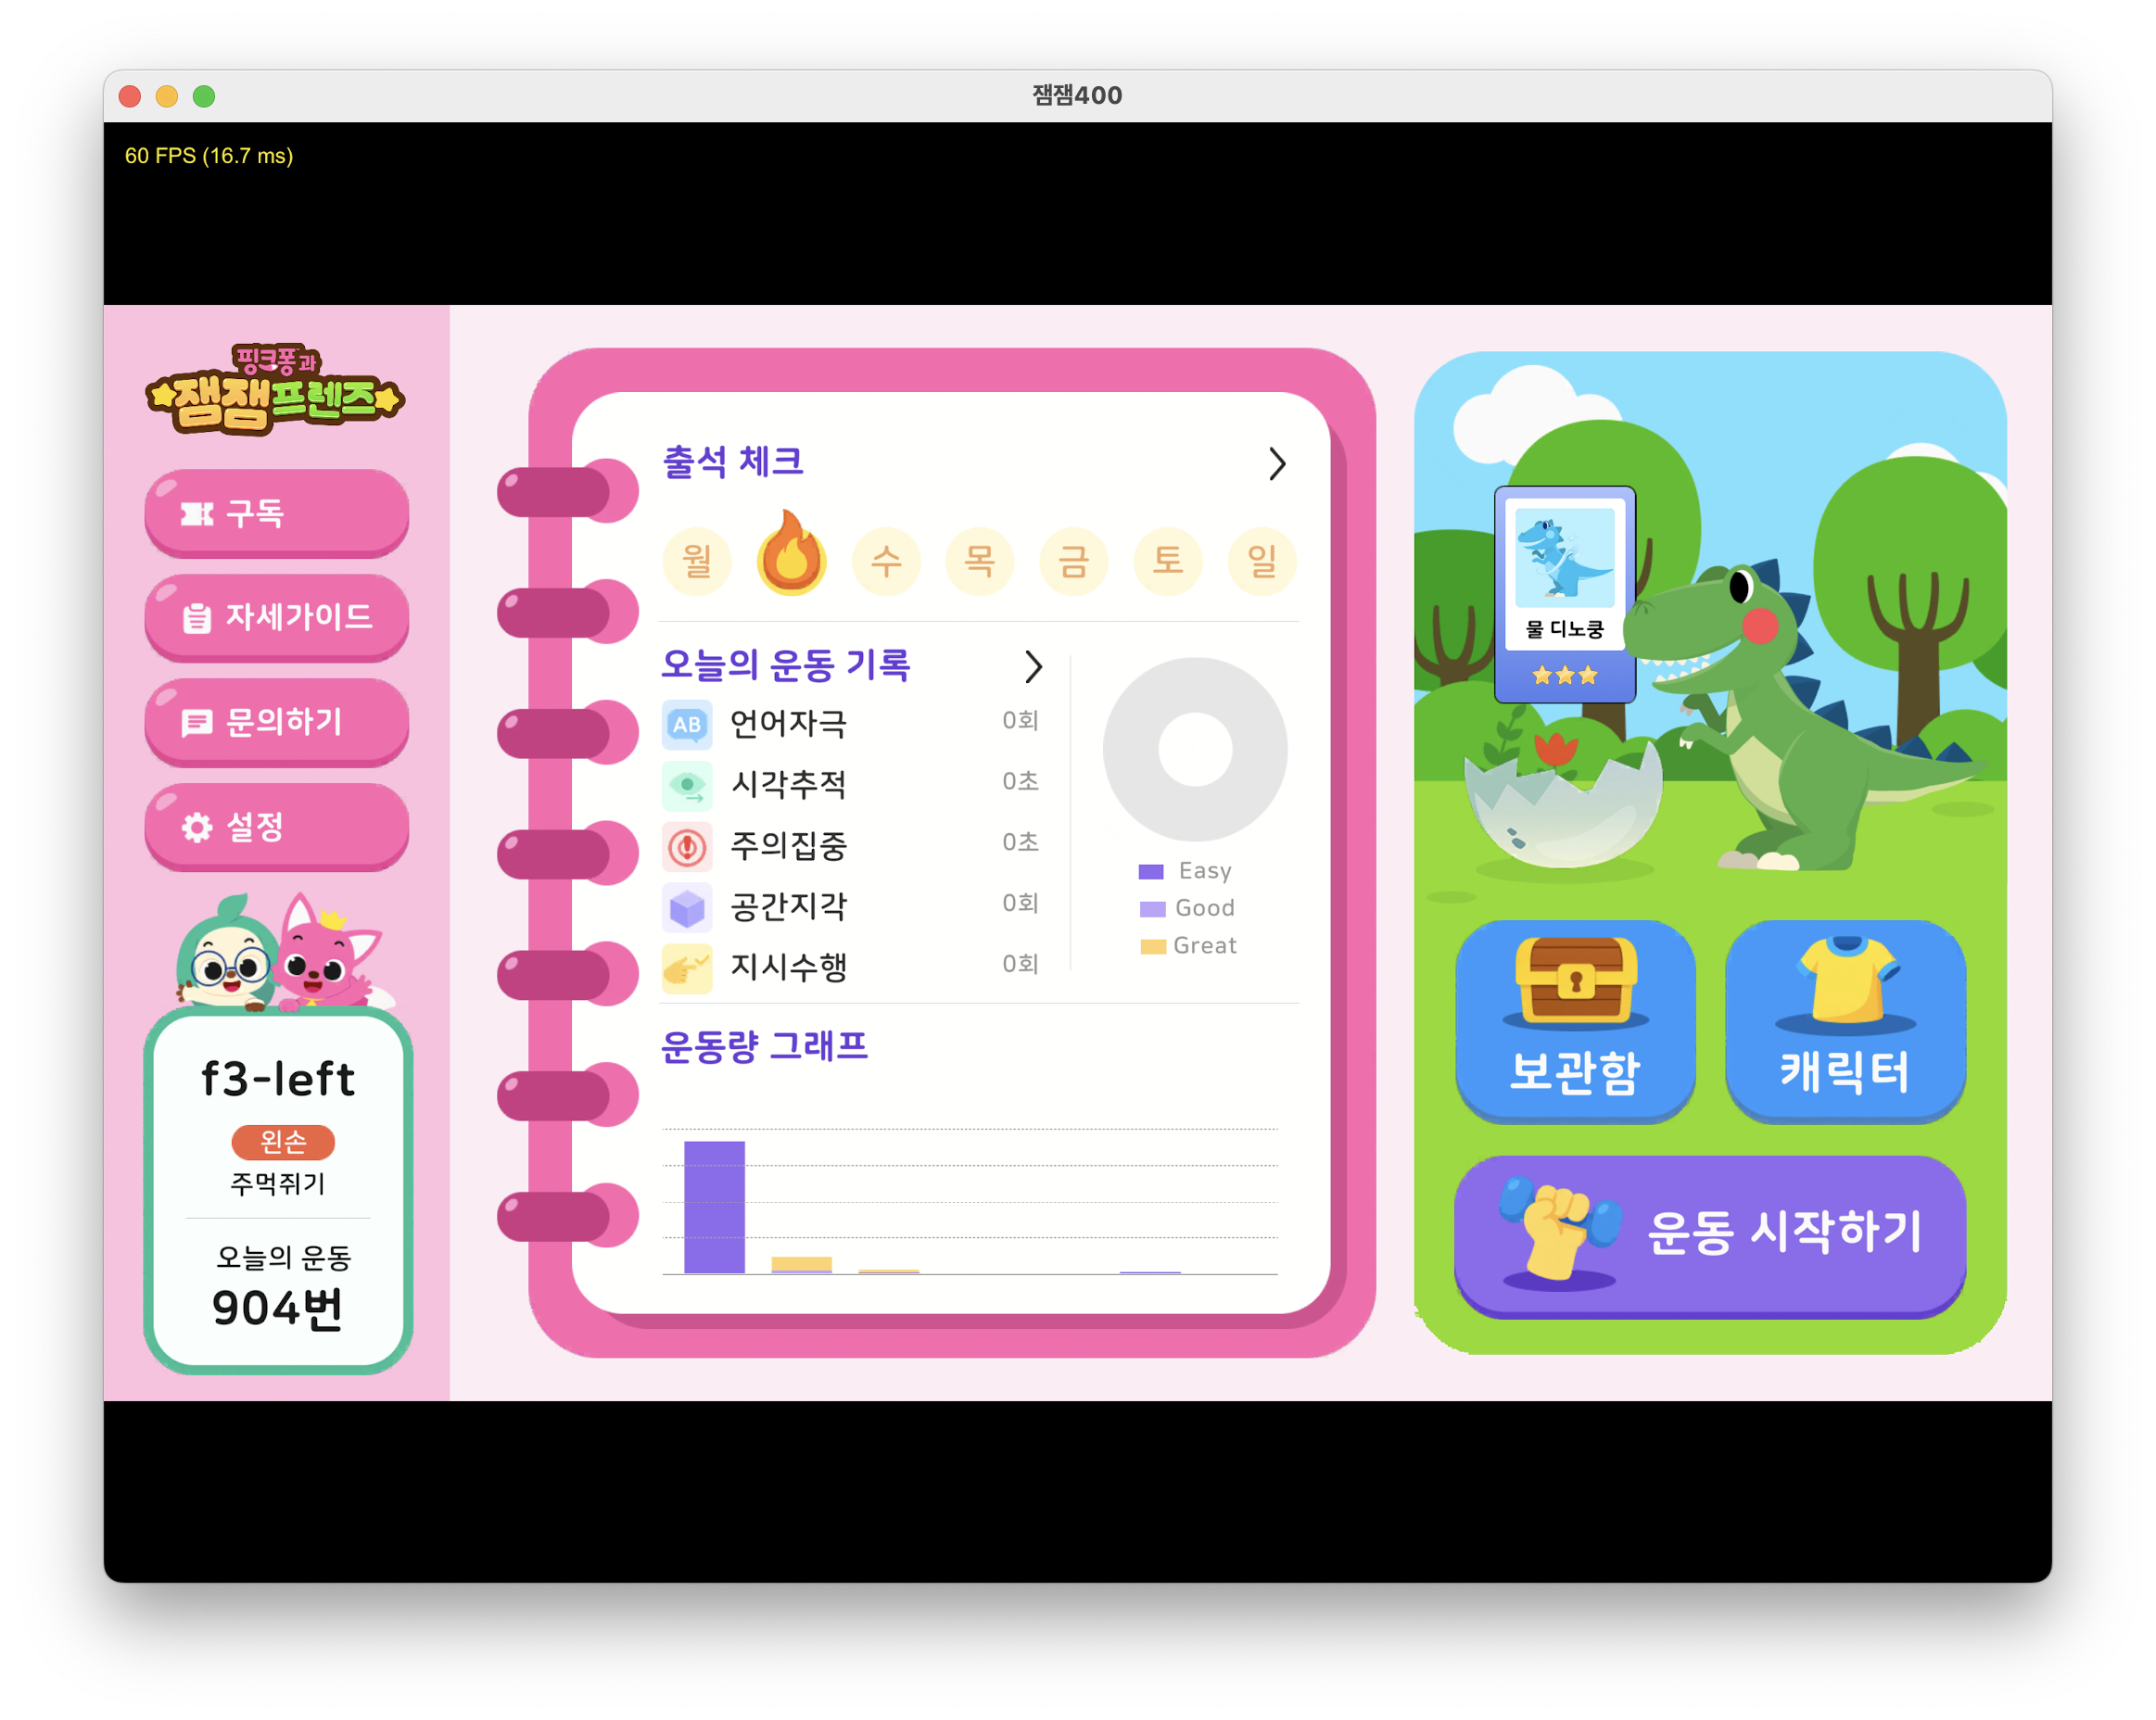 잼잼400
60 FPS (16.7 ms)
핑크퐁과
잼잼프렌즈
구독
자세가이드
문의하기
설정
f3-left
왼손
주먹쥐기
오늘의 운동
904번
출석 체크
월 수 목 금 토 일
오늘의 운동 기록
AB 언어자극 0회
시각추적 0초
주의집중 0초
공간지각 0회
지시수행 0회
Easy
Good
Great
운동량 그래프
물 디노쿵
보관함
캐릭터
운동 시작하기